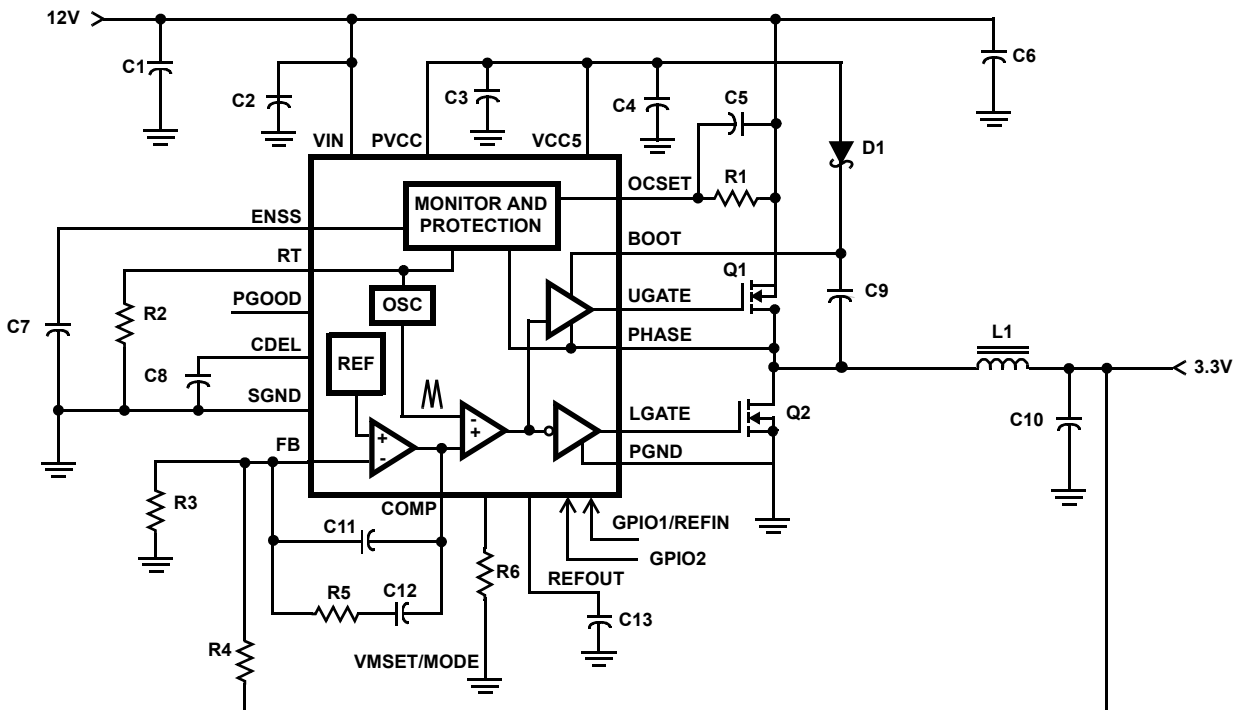 12V
C1
C6
C2
C3
C4
C5
VIN
PVCC
VCC5
D1
OCSET
R1
MONITOR AND
PROTECTION
ENSS
BOOT
RT
Q1
C9
PGOOD
OSC
UGATE
C7
R2
L1
CDEL
REF
PHASE
3.3V
C8
SGND
LGATE
Q2
C10
-
+
FB
+
-
PGND
R3
COMP
C11
GPIO1/REFIN
GPIO2
R6
REFOUT
R5
C12
C13
R4
VMSET/MODE